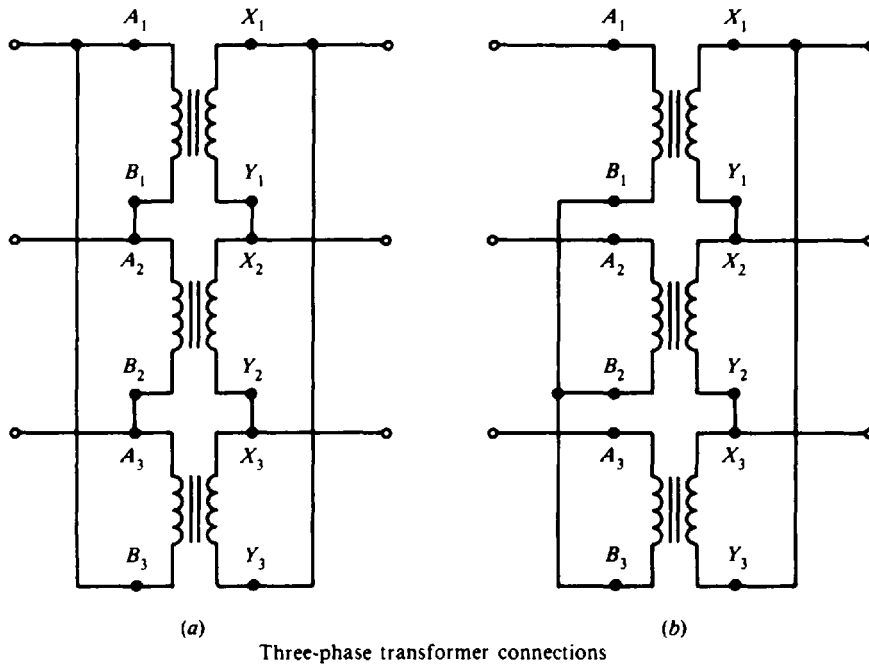 A₁ X₁ A₁ X₁
B₁ Y₁ B₁ Y₁
A₂ X₂ A₂ X₂
B₂ Y₂ B₂ Y₂
A₃ X₃ A₃ X₃
B₃ Y₃ B₃ Y₃
(a) (b)
Three-phase transformer connections